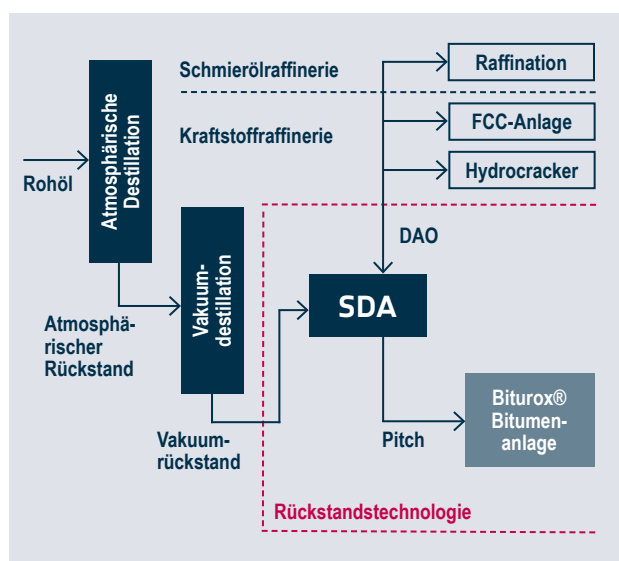 Schmierölraffinerie
Raffination
Kraftstoffraffinerie
FCC-Anlage
Hydrocracker
Rohöl
Atmosphärische
Destillation
DAO
Vakuum-
destillation
SDA
Atmosphä-
rischer
Rückstand
Vakuum-
rückstand
Pitch
Biturox®
Bitumen-
anlage
Rückstandstechnologie